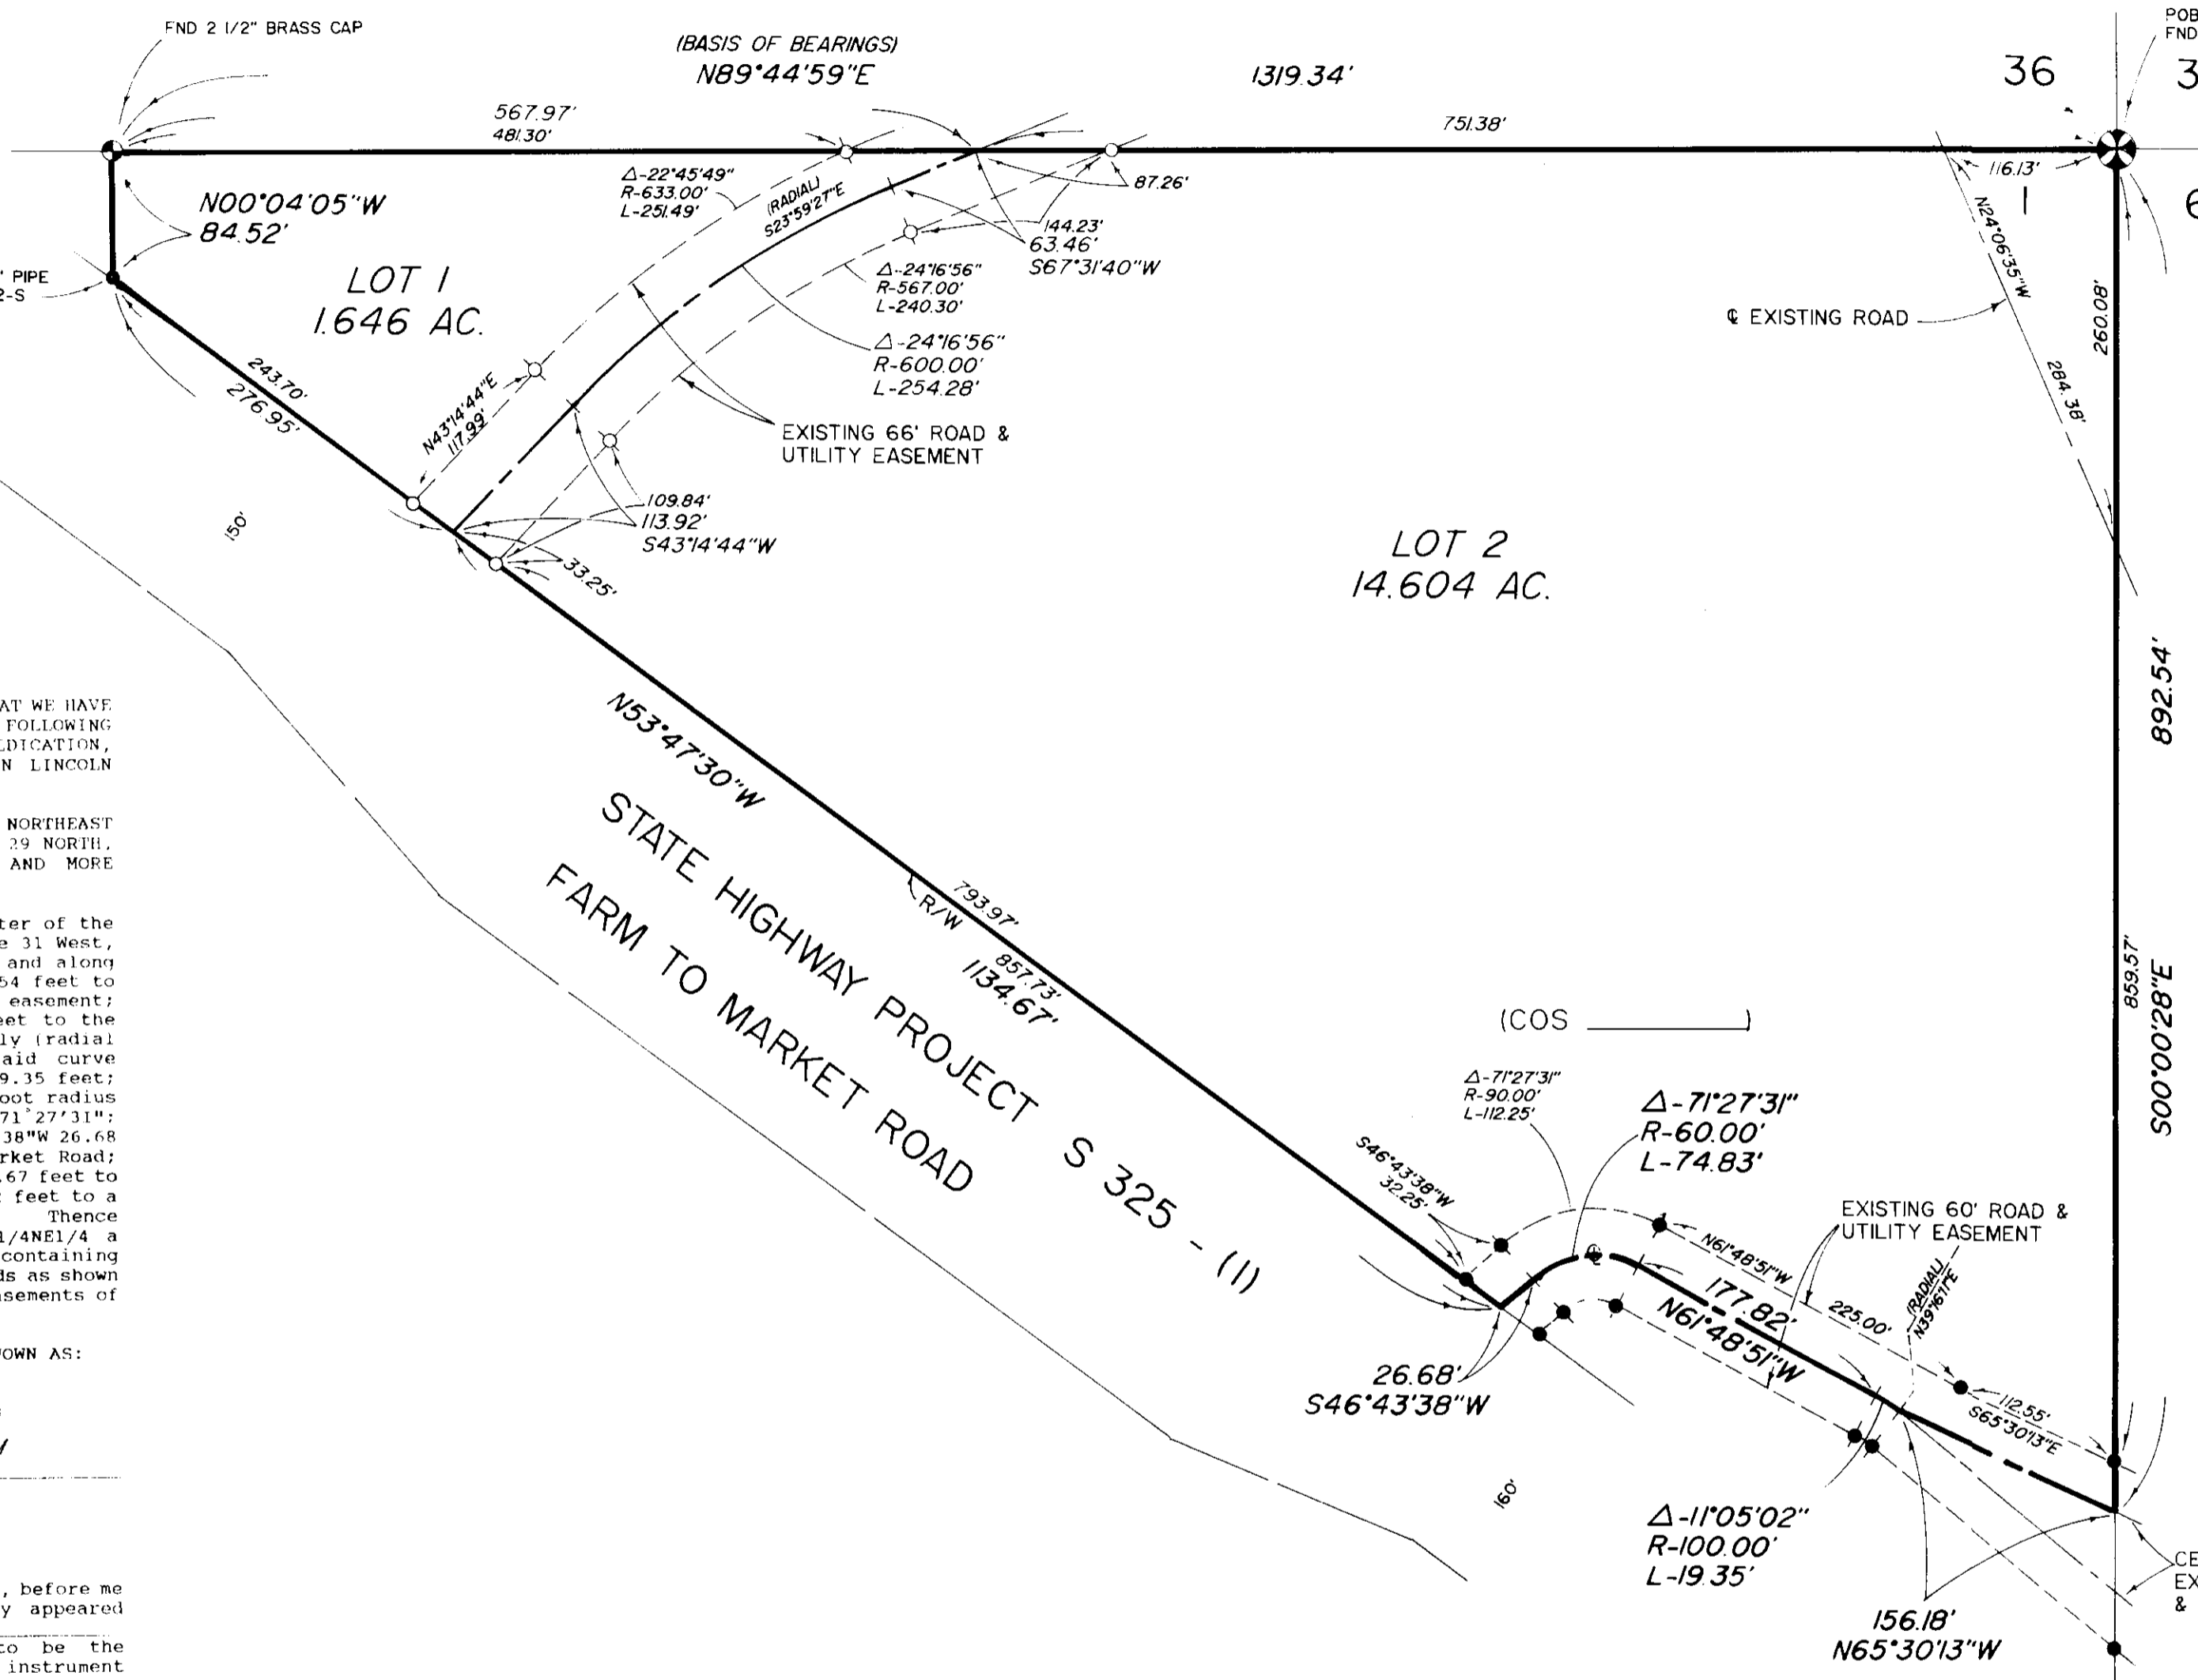 FND 2 1/2" BRASS CAP
(BASIS OF BEARINGS)
N89°44'59"E
1319.34'
POB
FND
36
3
567.97'
481.30'
751.38'
116.13'
1
6
N00°04'05"W
84.52'
Δ-22°45'49"
R-633.00'
L-251.49'
(RADIAL)
S23°59'27"E
87.26'
144.23'
63.46'
S67°31'40"W
N24°06'35"W
' PIPE
2-S
LOT 1
1.646 AC.
Δ-24°16'56"
R-567.00'
L-240.30'
Δ-24°16'56"
R-600.00'
L-254.28'
℄ EXISTING ROAD
260.08'
284.38'
243.70'
276.95'
N43°14'44"E
117.99'
EXISTING 66' ROAD &
UTILITY EASEMENT
109.84'
113.92'
S43°14'44"W
33.25'
150'
LOT 2
14.604 AC.
892.54'
859.57'
S00°00'28"E
N53°47'30"W
R/W
793.97'
857.73'
1134.67'
STATE HIGHWAY PROJECT S 325 - (1)
FARM TO MARKET ROAD
(COS )
Δ-71°27'31"
R-90.00'
L-112.25'
Δ-71°27'31"
R-60.00'
L-74.83'
S46°43'38"W
32.25'
℄
EXISTING 60' ROAD &
UTILITY EASEMENT
N61°48'51"W
225.00'
(RADIAL)
177.82'
N61°48'51"W
112.55'
S65°30'13"E
26.68'
S46°43'38"W
160'
Δ-11°05'02"
R-100.00'
L-19.35'
156.18'
N65°30'13"W
CE
EX
&
AT WE HAVE
FOLLOWING
EDICATION,
N LINCOLN
NORTHEAST
29 NORTH,
AND MORE
ter of the
e 31 West,
and along
54 feet to
easement;
eet to the
ly (radial
aid curve
9.35 feet;
oot radius
71°27'31";
38"W 26.68
rket Road;
.67 feet to
feet to a
Thence
1/4NE1/4 a
containing
ds as shown
sements of
OWN AS:
, before me
y appeared
to be the
instrument